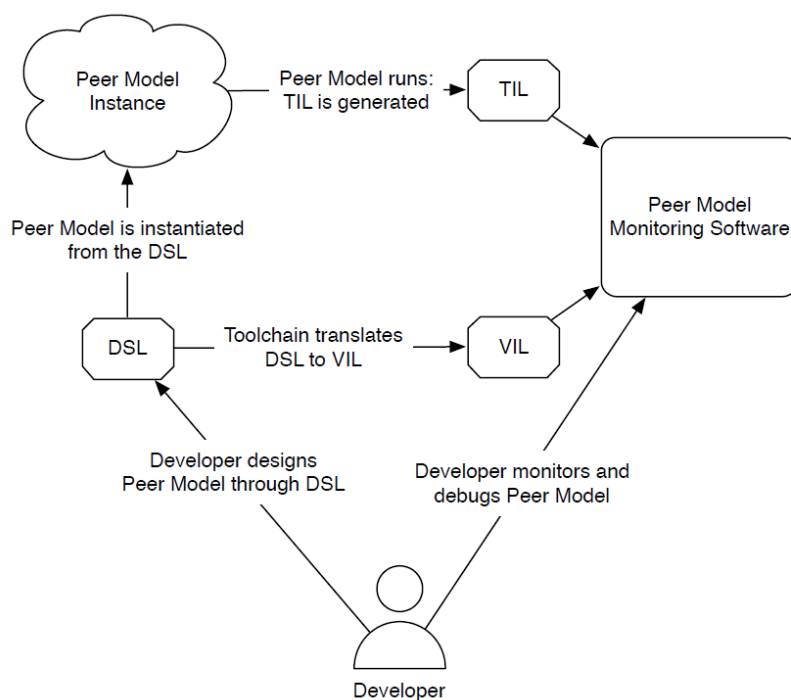 Peer Model
Instance
Peer Model runs:
TIL is generated
TIL
Peer Model
Monitoring Software
Peer Model is instantiated
from the DSL
DSL
Toolchain translates
DSL to VIL
VIL
Developer designs
Peer Model through DSL
Developer monitors and
debugs Peer Model
Developer